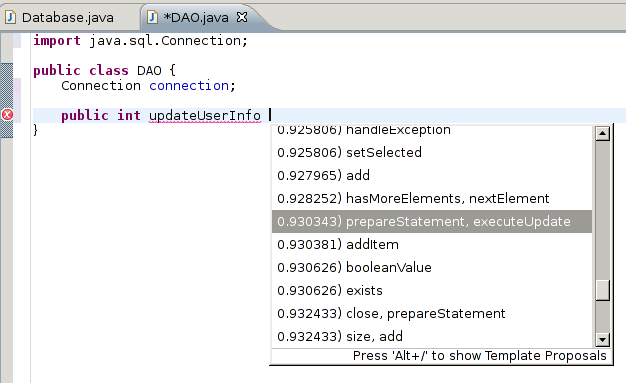 Database.java
*DAO.java
import java.sql.Connection;
public class DAO {
Connection connection;
public int updateUserInfo
}
0.925806) handleException
0.925806) setSelected
0.927965) add
0.928252) hasMoreElements, nextElement
0.930343) prepareStatement, executeUpdate
0.930381) addItem
0.930626) booleanValue
0.930626) exists
0.932433) close, prepareStatement
0.932433) size, add
Press 'Alt+/' to show Template Proposals